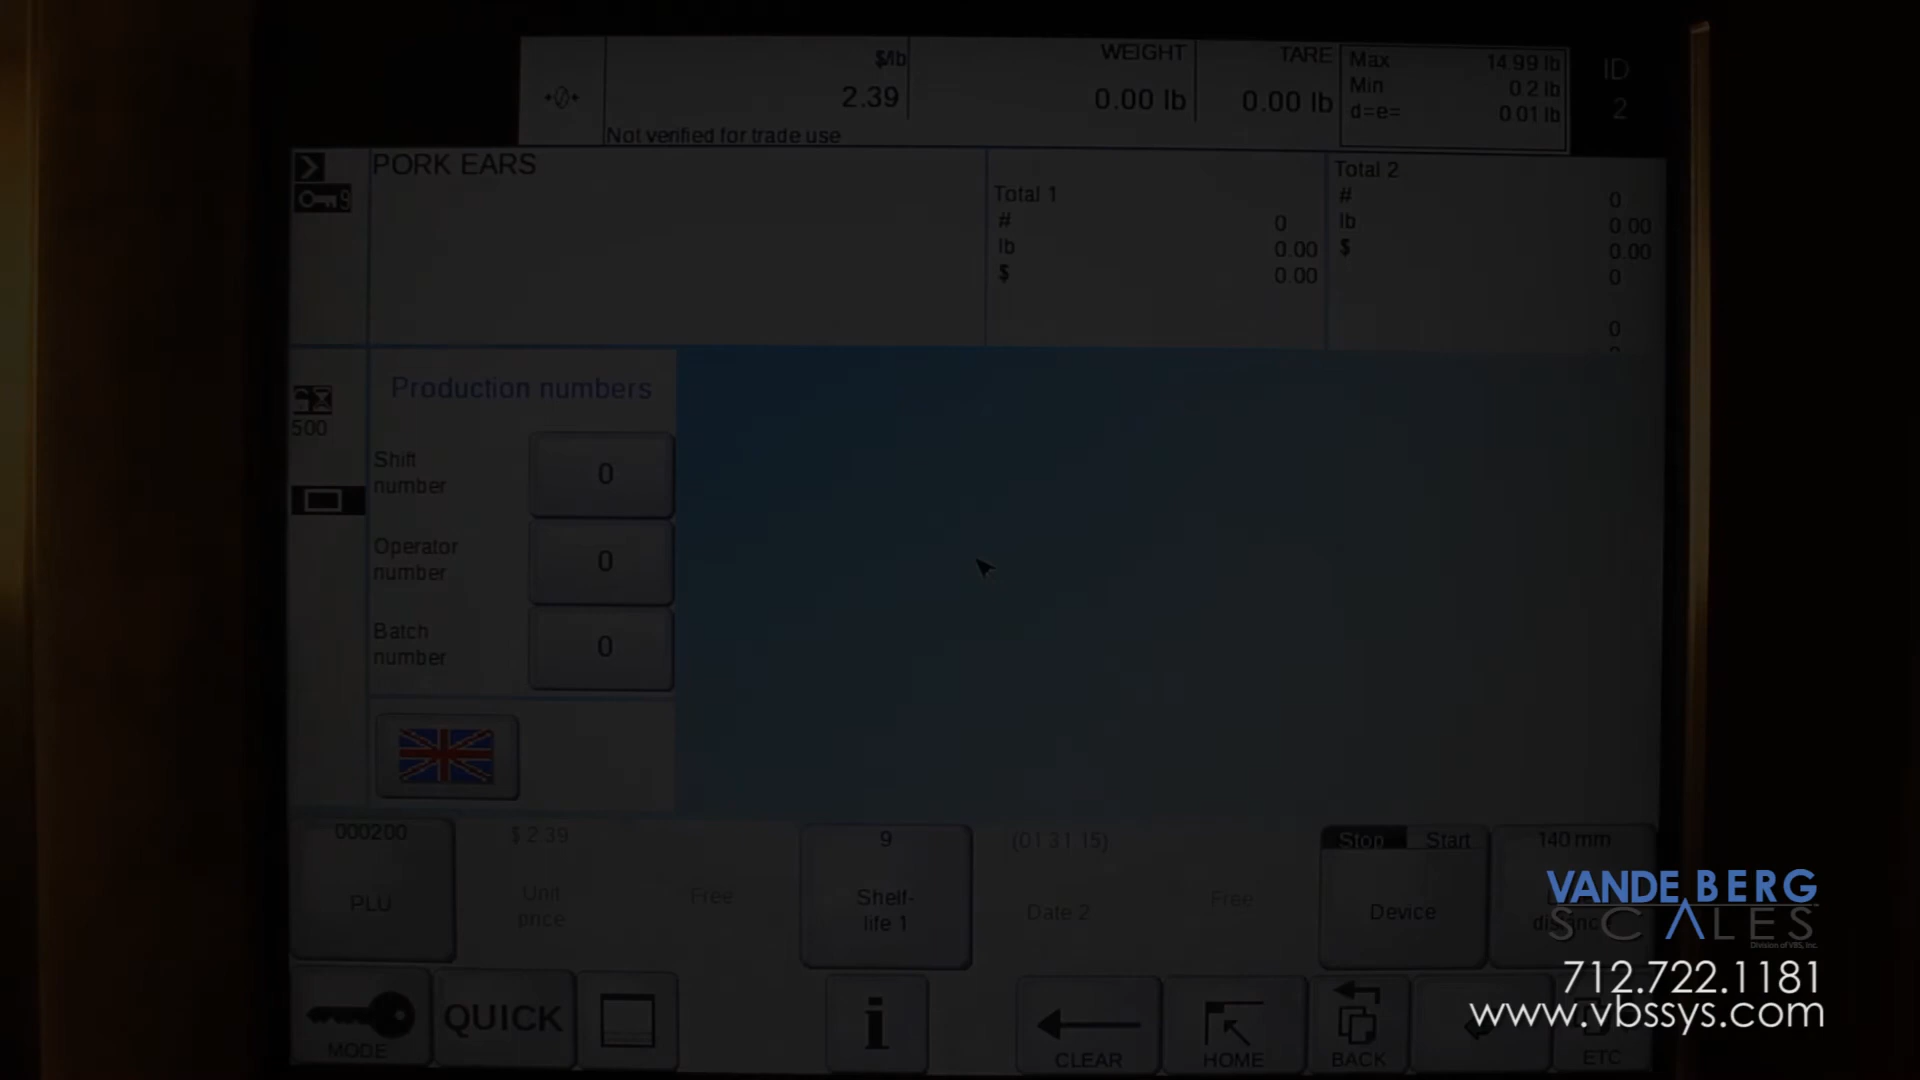 $/lb
WEIGHT
TARE
Max 14.99 lb
ID
2.39
0.00 lb
0.00 lb
Min 0.2 lb
2
d=e= 0.01 lb
Not verified for trade use
PORK EARS
9
Total 1
# 0
lb 0.00
$ 0.00
Total 2
# 0
lb 0.00
$ 0.00
0
0
Production numbers
500
Shift number
0
Operator number
0
Batch number
0
000200
PLU
$ 2.39
Unit price
Free
9
Shelf-life 1
(01 31 15)
Date 2
Free
Stop Start
Device
140 mm
MODE
QUICK
i
CLEAR
HOME
BACK
ETC
VANDE BERG
SCALES
Division of VBS, Inc.
712.722.1181
www.vbssys.com